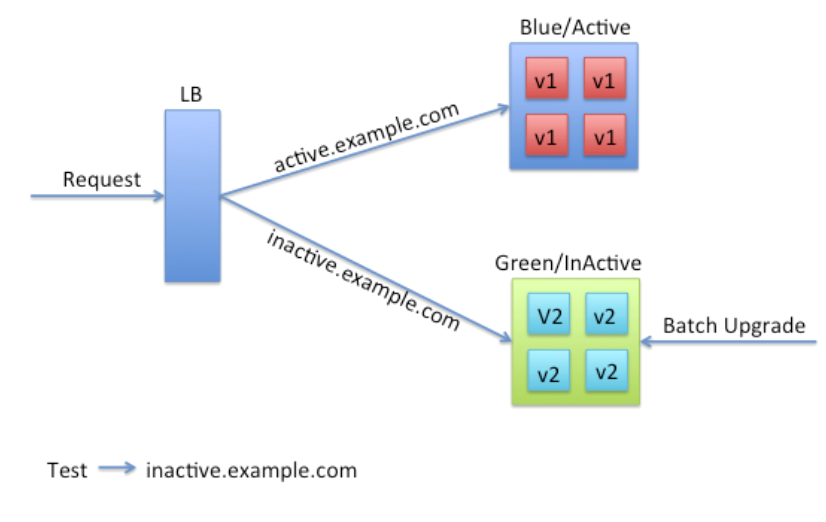 Blue/Active
LB
v1 v1
active.example.com
v1 v1
Request
inactive.example.com
Green/InActive
V2 v2
Batch Upgrade
v2 v2
Test inactive.example.com